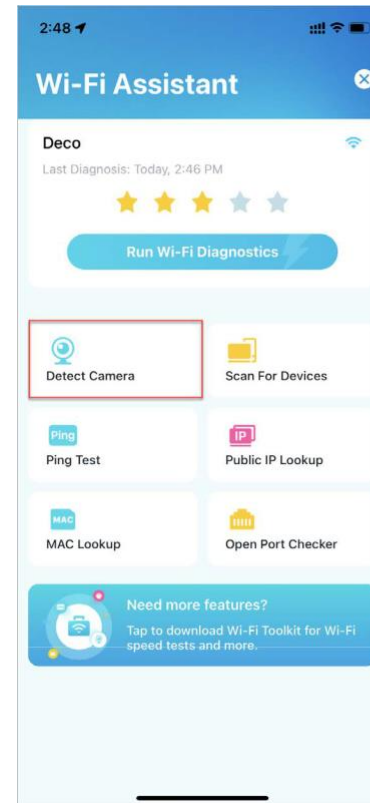 2:48
Wi-Fi Assistant
Deco
Last Diagnosis: Today, 2:46 PM
Run Wi-Fi Diagnostics
Detect Camera
Scan For Devices
Ping
IP
Ping Test
Public IP Lookup
MAC
MAC Lookup
Open Port Checker
Need more features?
Tap to download Wi-Fi Toolkit for Wi-Fi
speed tests and more.